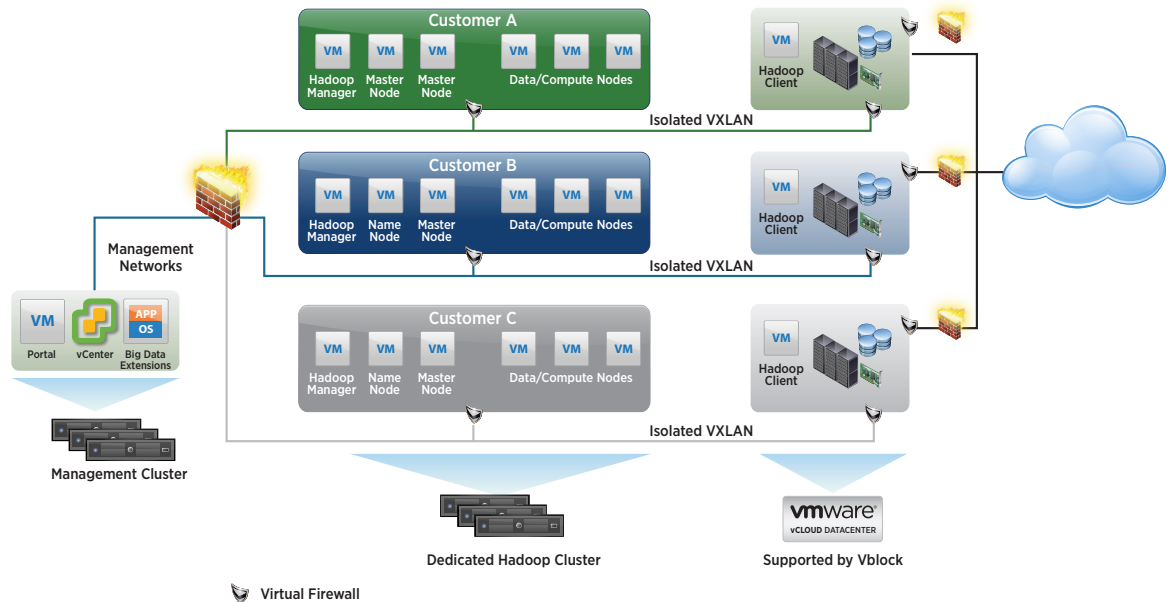 Customer A
VM VM VM VM VM VM
Hadoop Manager
Master Node
Master Node
Data/Compute Nodes
VM
Hadoop Client
Isolated VXLAN
Customer B
VM VM VM VM VM VM
Hadoop Manager
Name Node
Master Node
Data/Compute Nodes
VM
Hadoop Client
Isolated VXLAN
Management
Networks
VM
APP
OS
Portal
vCenter
Big Data
Extensions
Management Cluster
Customer C
VM VM VM VM VM VM
Hadoop Manager
Name Node
Master Node
Data/Compute Nodes
VM
Hadoop Client
Isolated VXLAN
Dedicated Hadoop Cluster
vmware®
vCLOUD DATACENTER
Supported by Vblock
Virtual Firewall